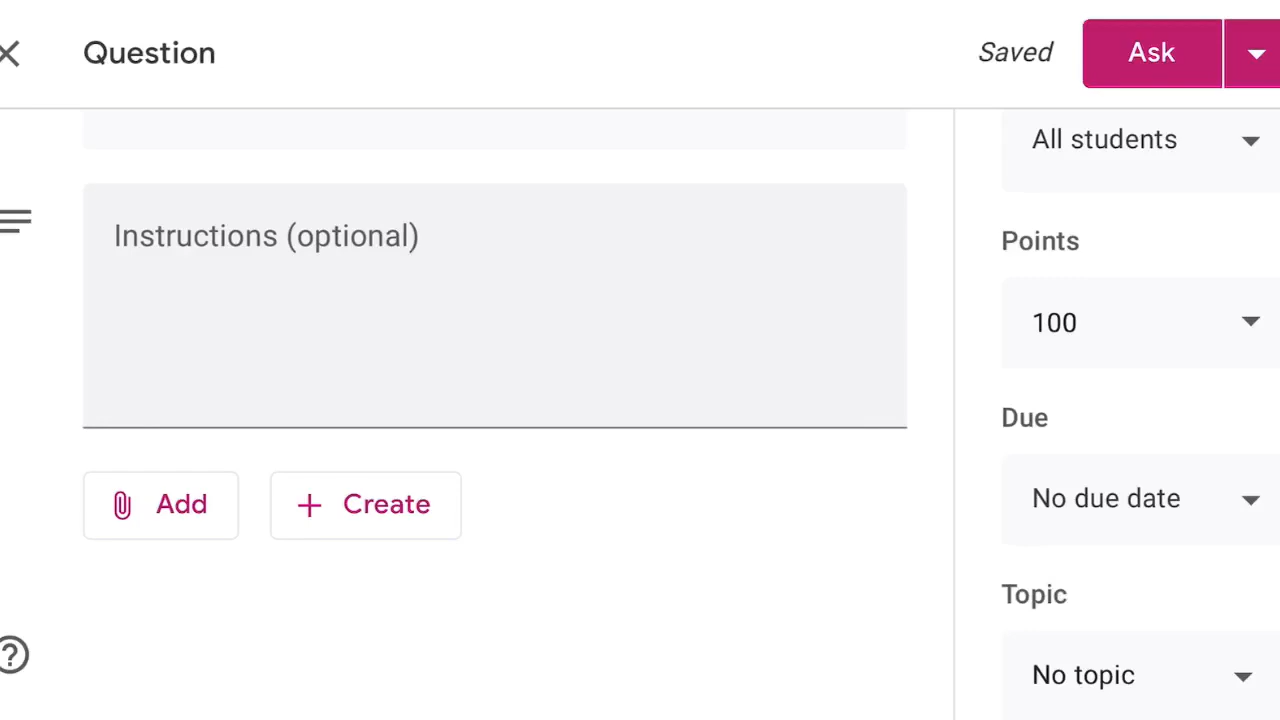 Question
Saved
Ask
Instructions (optional)
Add
Create
All students
Points
100
Due
No due date
Topic
No topic